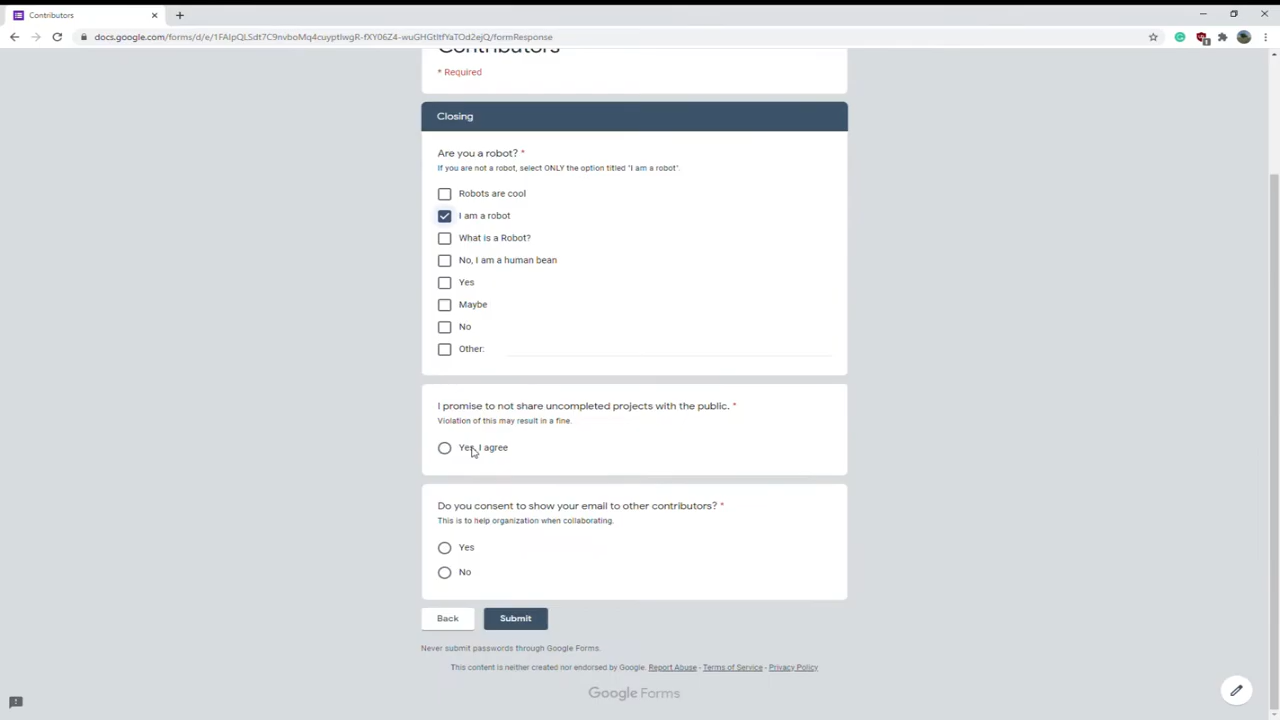 Contributors
docs.google.com/forms/d/e/1FAIpQLSdt7C9nvboMq4cuyptIwgR-fXY06Z4-wuGHGtItfYaTOd2ejQ/formResponse
Contributors
* Required
Closing
Are you a robot? *
If you are not a robot, select ONLY the option titled "I am a robot".
Robots are cool
I am a robot
What is a Robot?
No, I am a human bean
Yes
Maybe
No
Other:
I promise to not share uncompleted projects with the public. *
Violation of this may result in a fine.
Yes, I agree
Do you consent to show your email to other contributors? *
This is to help organization when collaborating.
Yes
No
Back
Submit
Never submit passwords through Google Forms.
This content is neither created nor endorsed by Google. Report Abuse - Terms of Service - Privacy Policy
Google Forms